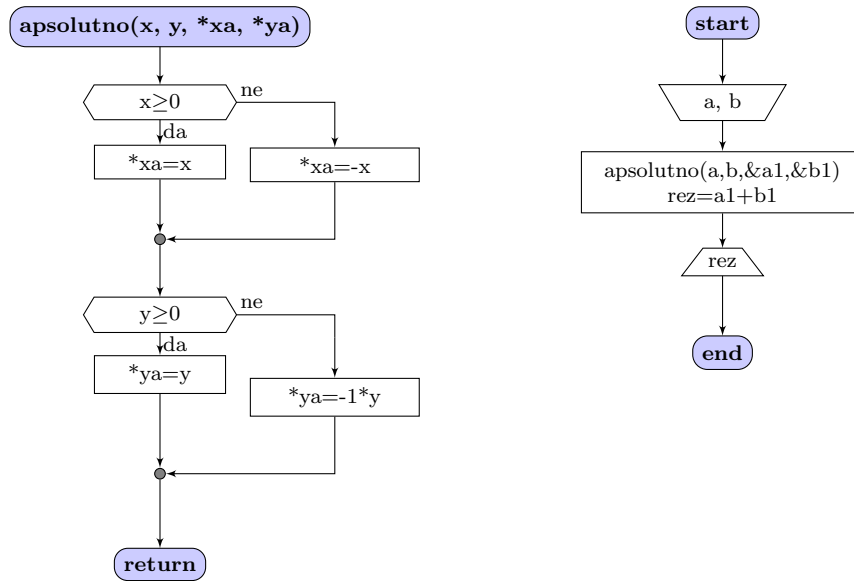 apsolutno(x, y, *xa, *ya)
x≥0
ne
da
*xa=x
*xa=-x
y≥0
ne
da
*ya=y
*ya=-1*y
return
start
a, b
apsolutno(a,b,&a1,&b1)
rez=a1+b1
rez
end